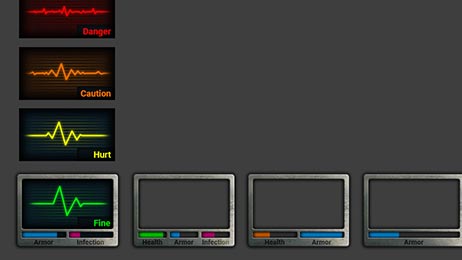 Danger
Caution
Hurt
Fine
Armor Infection
Health Armor Infection
Health Armor
Armor